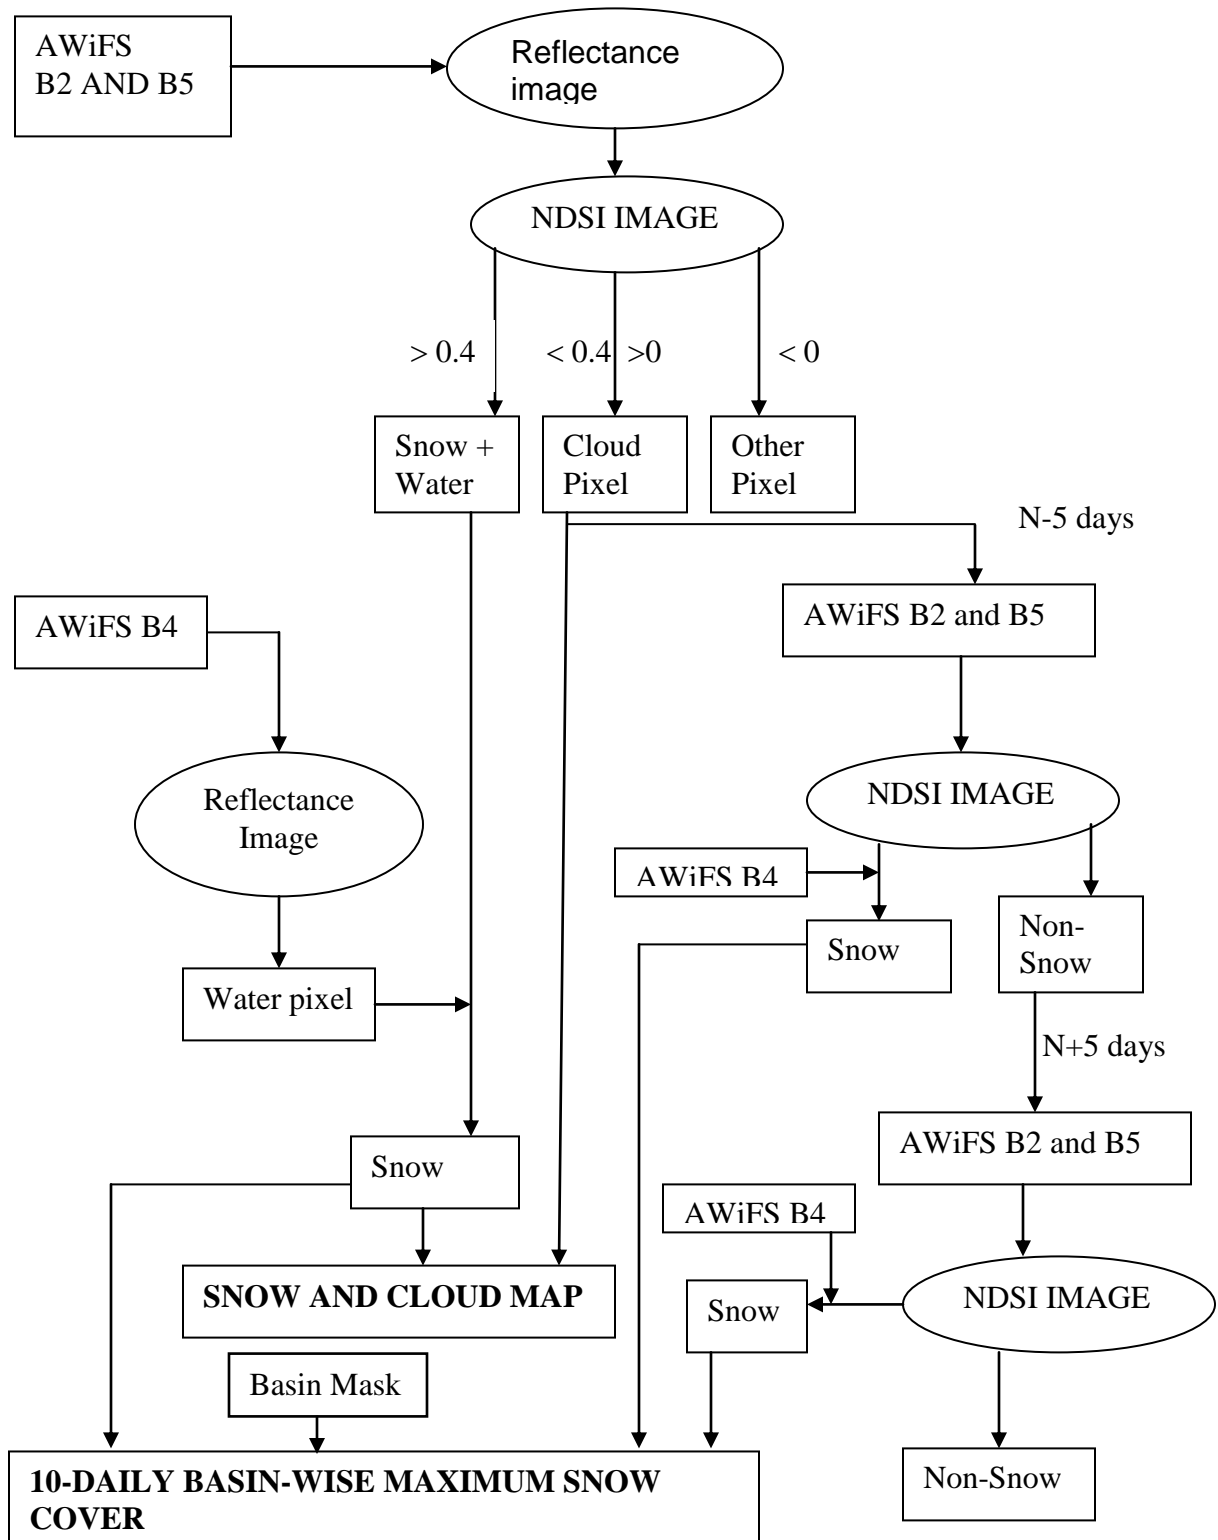 AWiFS
B2 AND B5
Reflectance
image
NDSI IMAGE
> 0.4
< 0.4 >0
< 0
Snow +
Water
Cloud
Pixel
Other
Pixel
N-5 days
AWiFS B4
AWiFS B2 and B5
Reflectance
Image
NDSI IMAGE
AWiFS B4
Snow
Non-
Snow
Water pixel
N+5 days
AWiFS B2 and B5
Snow
AWiFS B4
SNOW AND CLOUD MAP
Snow
NDSI IMAGE
Basin Mask
10-DAILY BASIN-WISE MAXIMUM SNOW
COVER
Non-Snow